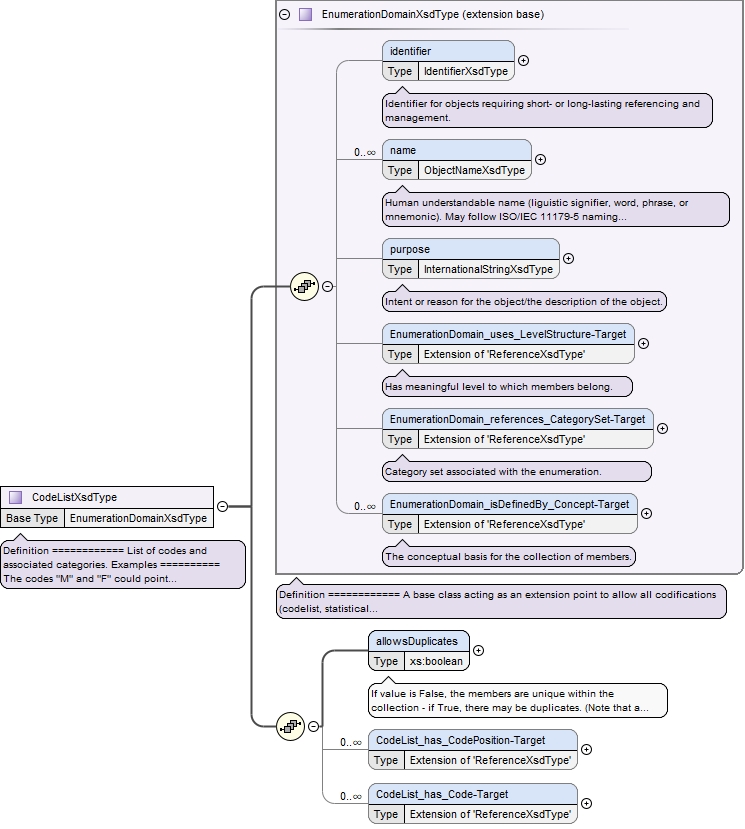 EnumerationDomainXsdType (extension base)
identifier
Type IdentifierXsdType
Identifier for objects requiring short- or long-lasting referencing and
management.
0..∞ name
Type ObjectNameXsdType
Human understandable name (liguistic signifier, word, phrase, or
mnemonic). May follow ISO/IEC 11179-5 naming...
purpose
Type InternationalStringXsdType
Intent or reason for the object/the description of the object.
EnumerationDomain_uses_LevelStructure-Target
Type Extension of 'ReferenceXsdType'
Has meaningful level to which members belong.
EnumerationDomain_references_CategorySet-Target
Type Extension of 'ReferenceXsdType'
Category set associated with the enumeration.
0..∞ EnumerationDomain_isDefinedBy_Concept-Target
Type Extension of 'ReferenceXsdType'
The conceptual basis for the collection of members.
CodeListXsdType
Base Type EnumerationDomainXsdType
Definition ============ List of codes and
associated categories. Examples ==========
The codes "M" and "F" could point...
Definition ============ A base class acting as an extension point to allow all codifications
(codelist, statistical...
allowsDuplicates
Type xs:boolean
If value is False, the members are unique within the
collection - if True, there may be duplicates. (Note that a...
0..∞ CodeList_has_CodePosition-Target
Type Extension of 'ReferenceXsdType'
0..∞ CodeList_has_Code-Target
Type Extension of 'ReferenceXsdType'